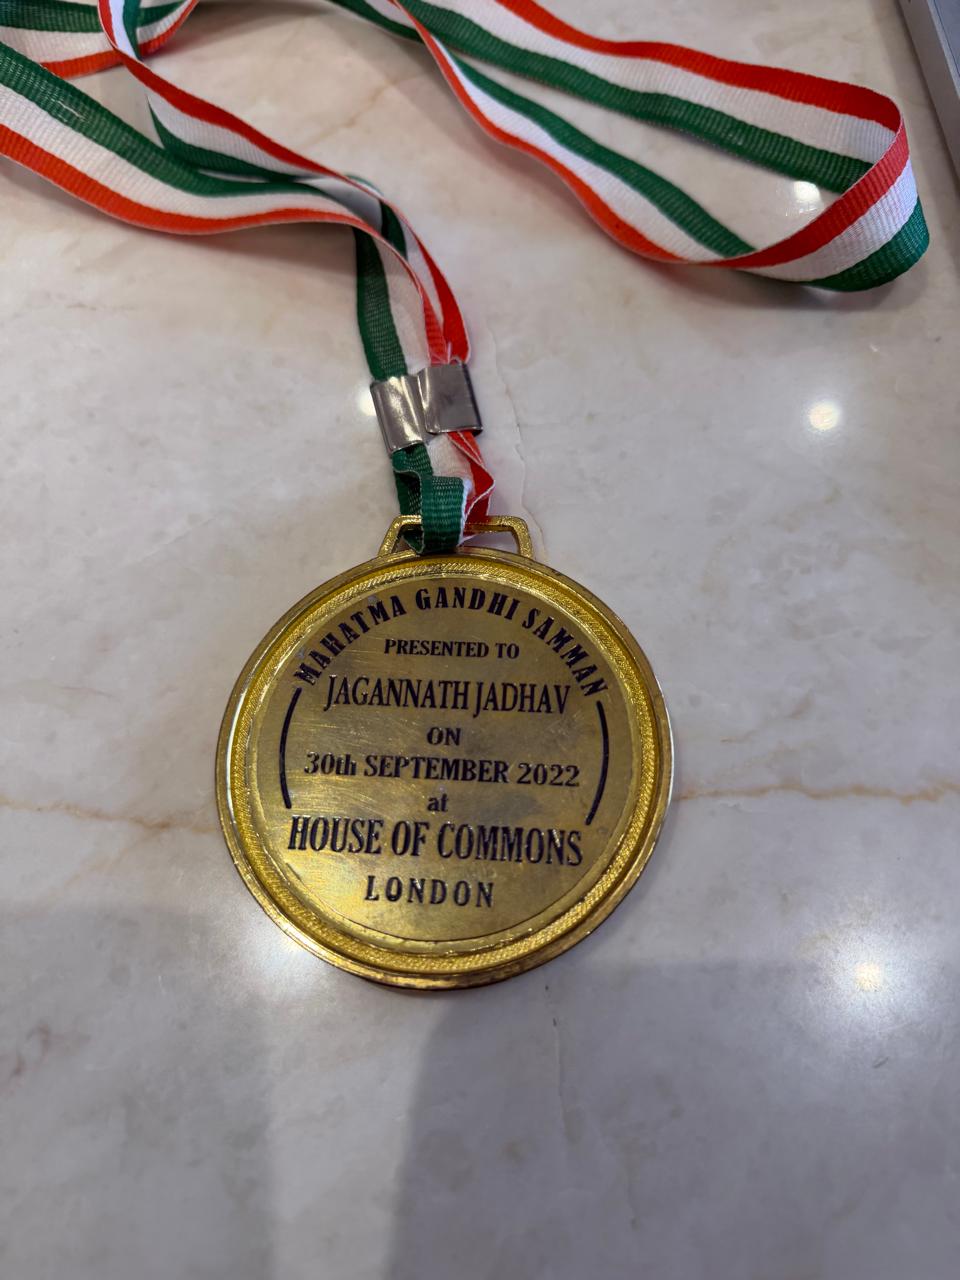 MAHATMA GANDHI SAMMAN
PRESENTED TO
JAGANNATH JADHAV
ON
30th SEPTEMBER 2022
at
HOUSE OF COMMONS
LONDON